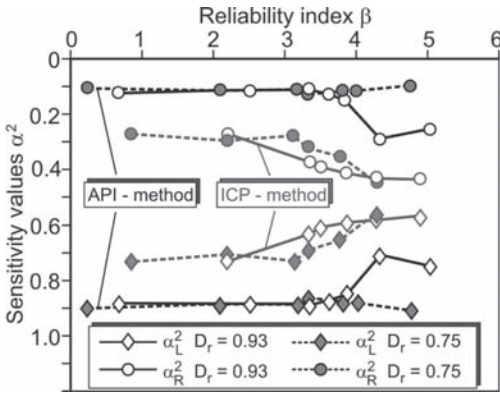 Reliability index β
0 1 2 3 4 5 6
0
0.2
0.4
0.6
0.8
1.0
Sensitivity values α²
API - method
ICP - method
α²L Dr = 0.93
α²L Dr = 0.75
α²R Dr = 0.93
α²R Dr = 0.75